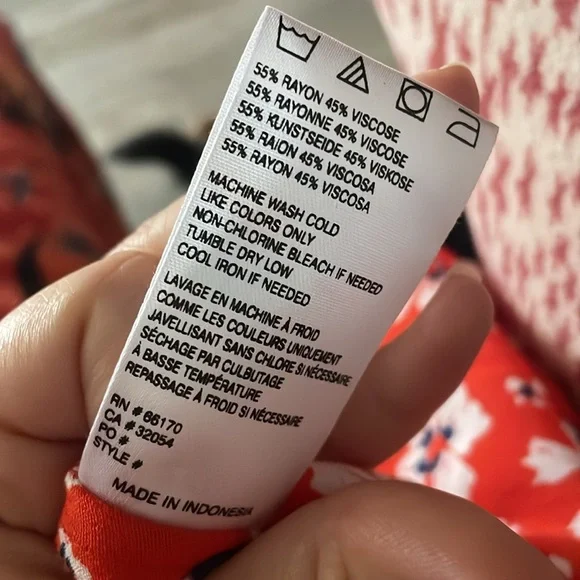 55% RAYON 45% VISCOSE
55% RAYONNE 45% VISCOSE
55% KUNSTSEIDE 45% VISKOSE
55% RAION 45% VISCOSA
55% RAYON 45% VISCOSA
MACHINE WASH COLD
LIKE COLORS ONLY
NON-CHLORINE BLEACH IF NEEDED
TUMBLE DRY LOW
COOL IRON IF NEEDED
LAVAGE EN MACHINE À FROID
COMME LES COULEURS UNIQUEMENT
JAVELLISANT SANS CHLORE SI NÉCESSAIRE
SÉCHAGE PAR CULBUTAGE
À BASSE TEMPÉRATURE
REPASSAGE À FROID SI NÉCESSAIRE
RN # 66170
CA # 32054
PO #
STYLE #
MADE IN INDONESIA